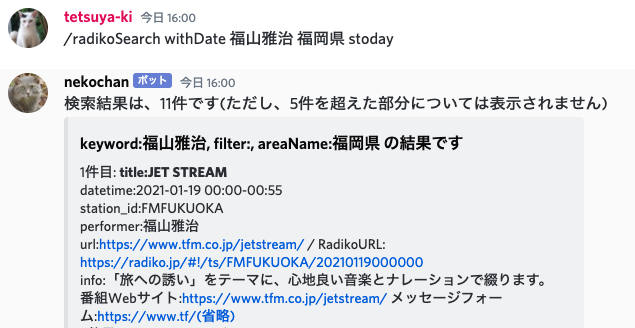 tetsuya-ki 今日 16:00
/radikoSearch withDate 福山雅治 福岡県 stoday
nekochan ボット 今日 16:00
検索結果は、11件です(ただし、5件を超えた部分については表示されません)
keyword:福山雅治, filter:, areaName:福岡県 の結果です
1件目: title:JET STREAM
datetime:2021-01-19 00:00-00:55
station_id:FMFUKUOKA
performer:福山雅治
url:https://www.tfm.co.jp/jetstream/ / RadikoURL:
https://radiko.jp/#!/ts/FMFUKUOKA/20210119000000
info:「旅への誘い」をテーマに、心地良い音楽とナレーションで綴ります。
番組Webサイト:https://www.tfm.co.jp/jetstream/ メッセージフォー
ム:https://www.tf/(省略)